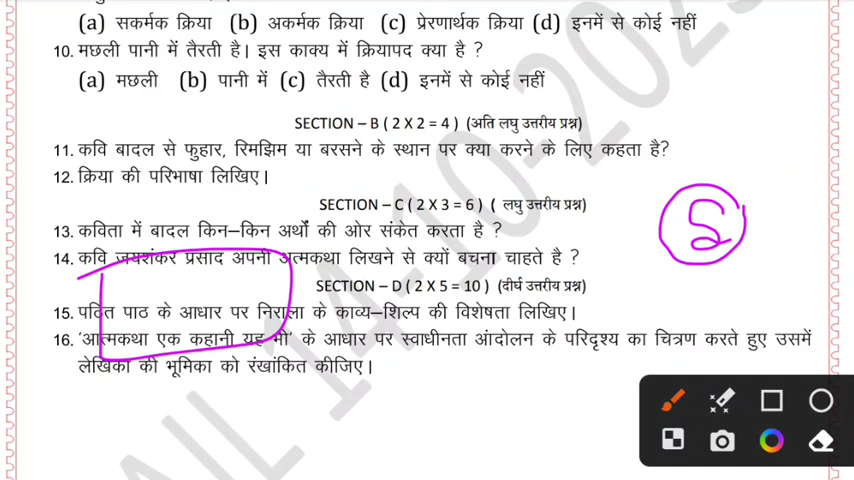 (a) सकर्मक क्रिया (b) अकर्मक क्रिया (c) प्रेरणार्थक क्रिया (d) इनमें से कोई नहीं
10. मछली पानी में तैरती है। इस काक्य में क्रियापद क्या है ?
(a) मछली (b) पानी में (c) तैरती है (d) इनमें से कोई नहीं
SECTION – B ( 2 X 2 = 4 ) (अति लघु उत्तरीय प्रश्न)
11. कवि बादल से फुहार, रिमझिम या बरसने के स्थान पर क्या करने के लिए कहता है?
12. क्रिया की परिभाषा लिखिए।
SECTION – C ( 2 X 3 = 6 ) ( लघु उत्तरीय प्रश्न)
13. कविता में बादल किन–किन अर्थों की ओर संकेत करता है ?
14. कवि जयशंकर प्रसाद अपनी अत्मकथा लिखने से क्यों बचना चाहते है ?
SECTION – D ( 2 X 5 = 10 ) (दीर्घ उत्तरीय प्रश्न)
15. पठित पाठ के आधार पर निराला के काव्य–शिल्प की विशेषता लिखिए।
16. 'आत्मकथा एक कहानी यह भी' के आधार पर स्वाधीनता आंदोलन के परिदृश्य का चित्रण करते हुए उसमें
लेखिका की भूमिका को रंखांकित कीजिए।
14-10-202